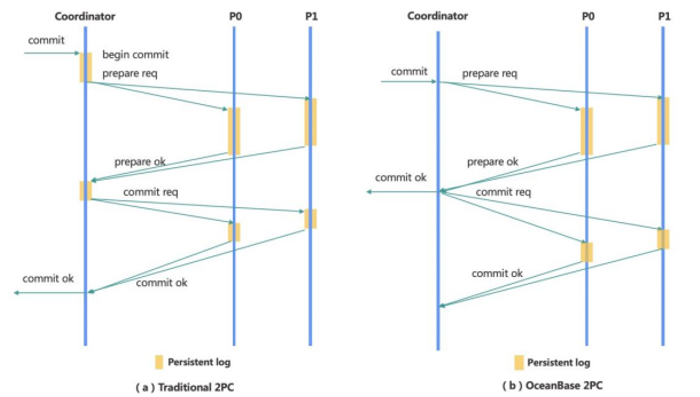 Coordinator
P0
P1
commit
begin commit
prepare req
prepare ok
commit req
commit ok
commit ok
Persistent log
( a ) Traditional 2PC
Coordinator
P0
P1
commit
prepare req
prepare ok
commit ok
commit req
commit ok
Persistent log
( b ) OceanBase 2PC